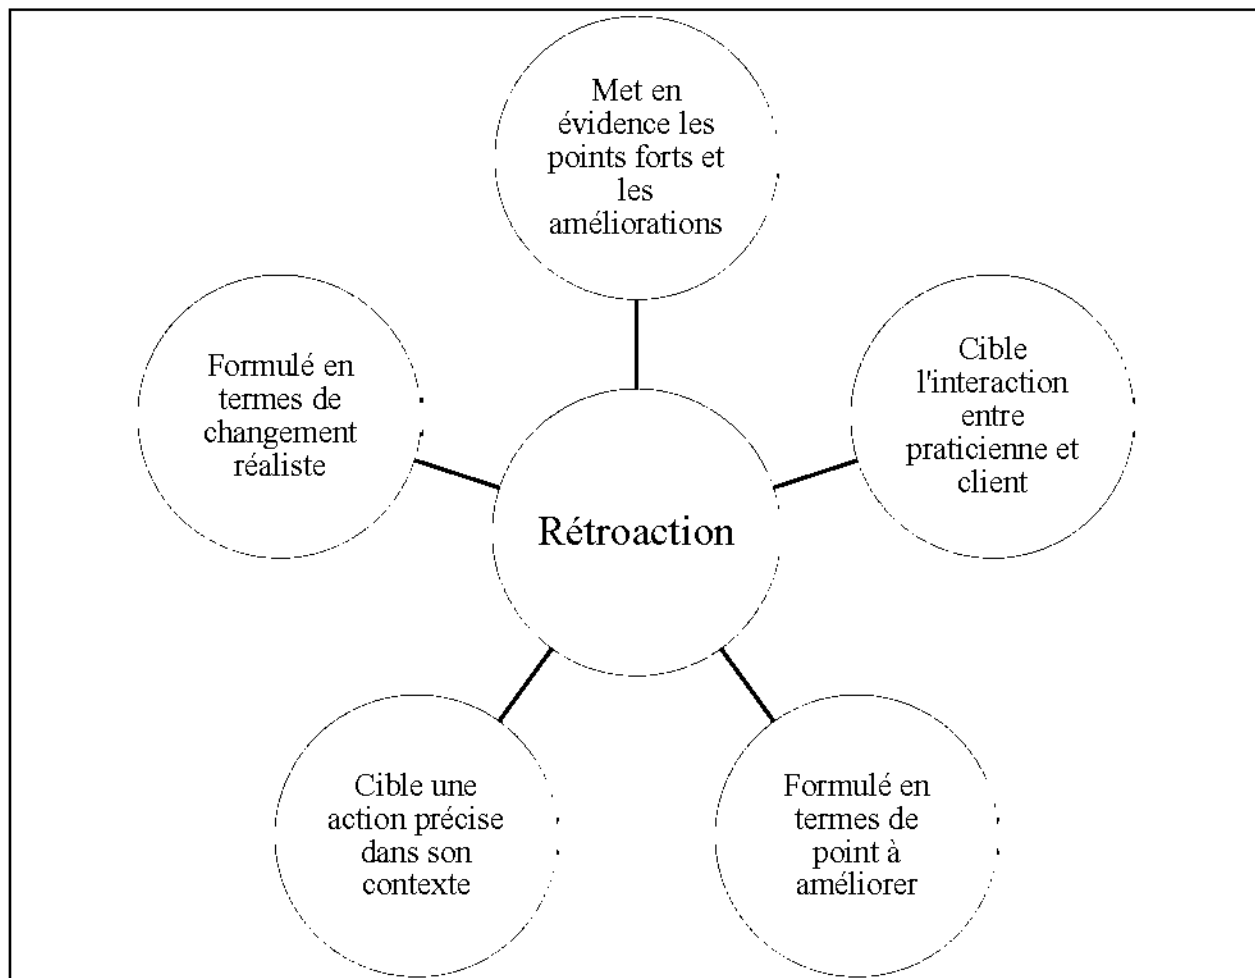 Met en
évidence les
points forts et
les
améliorations
Formulé en
termes de
changement
réaliste
Cible
l'interaction
entre
praticienne et
client
Rétroaction
Cible une
action précise
dans son
contexte
Formulé en
termes de
point à
améliorer